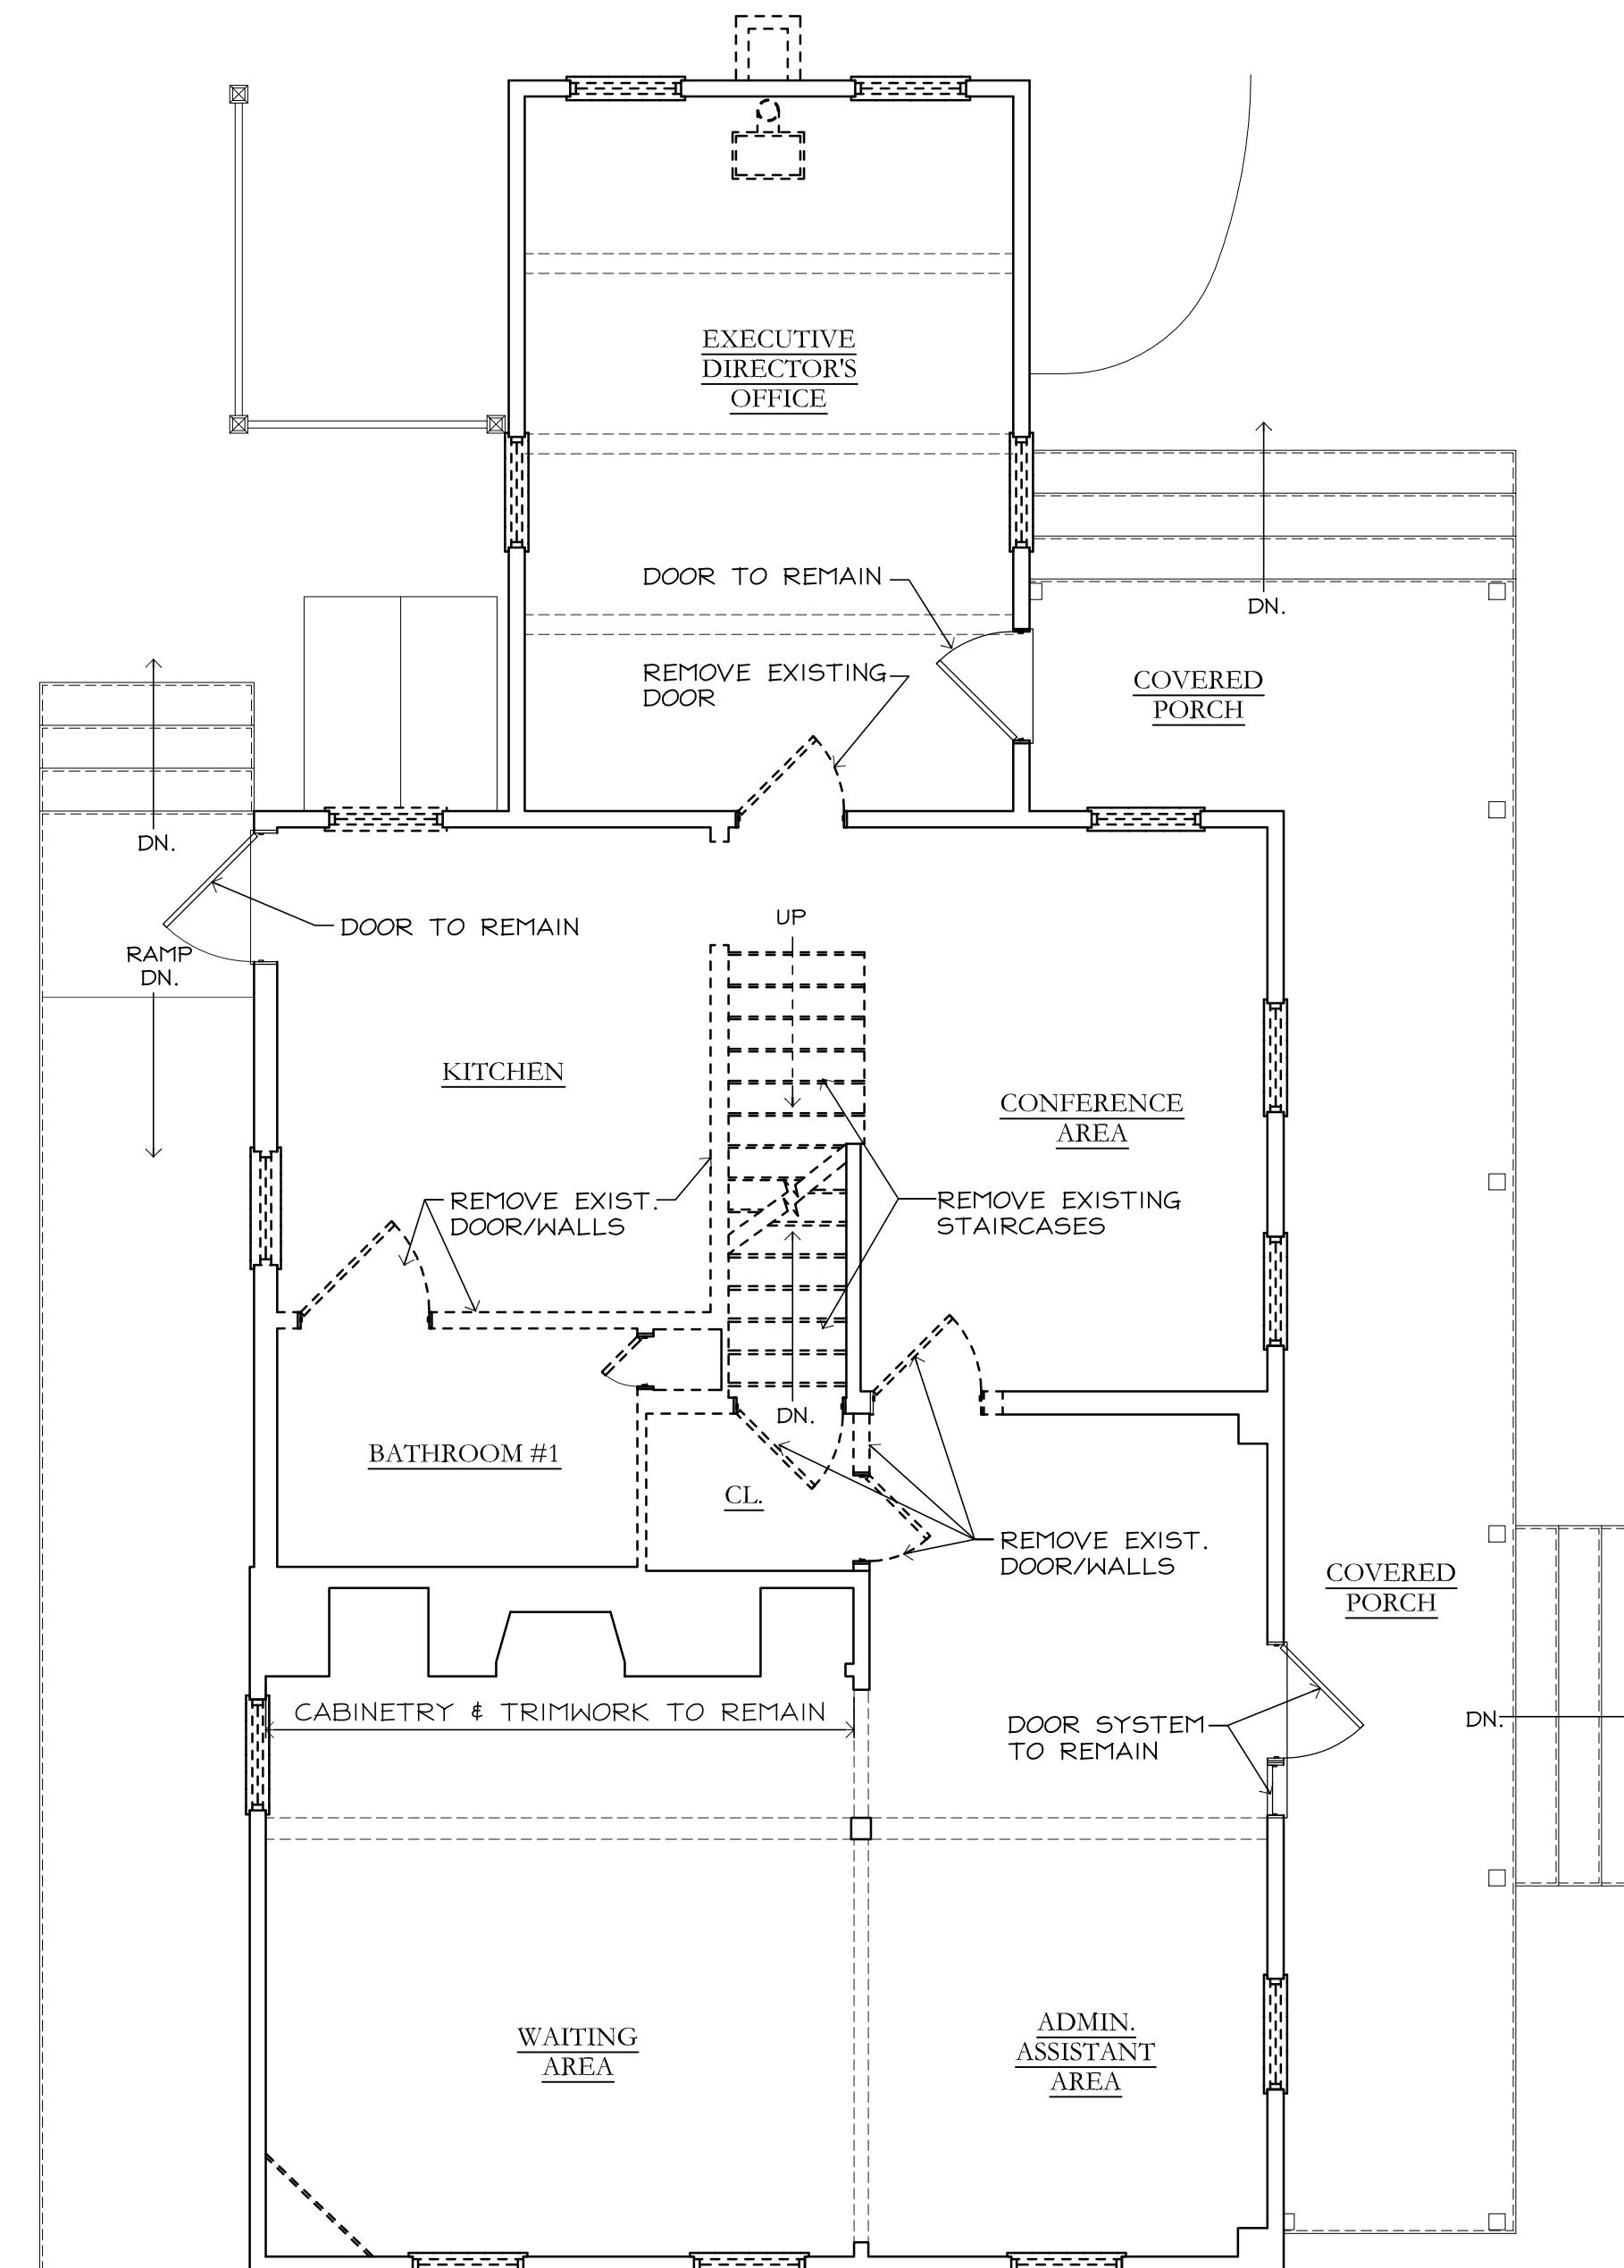 EXECUTIVE
DIRECTOR'S
OFFICE
DOOR TO REMAIN
DN.
REMOVE EXISTING
DOOR
COVERED
PORCH
DN.
DOOR TO REMAIN
UP
RAMP
DN.
KITCHEN
CONFERENCE
AREA
REMOVE EXIST.
DOOR/WALLS
REMOVE EXISTING
STAIRCASES
DN.
BATHROOM #1
CL.
REMOVE EXIST.
DOOR/WALLS
COVERED
PORCH
CABINETRY & TRIMWORK TO REMAIN
DOOR SYSTEM
TO REMAIN
DN.
WAITING
AREA
ADMIN.
ASSISTANT
AREA